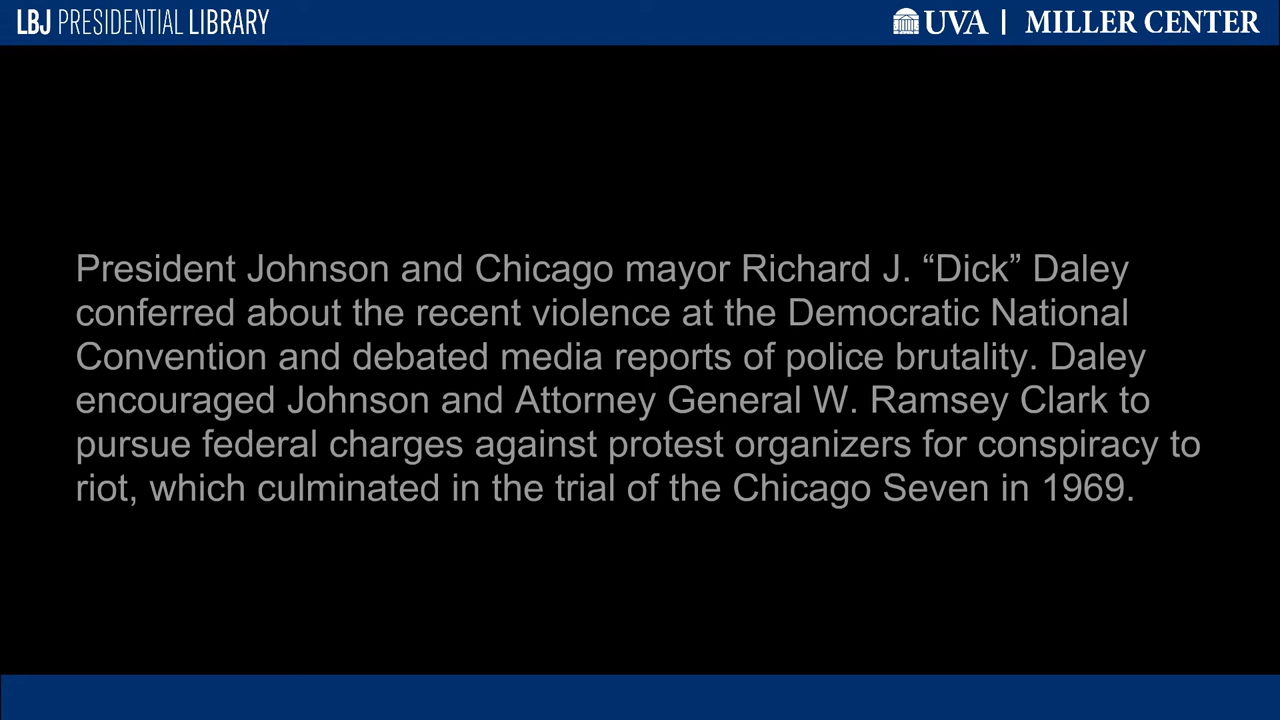 LBJ PRESIDENTIAL LIBRARY
UVA | MILLER CENTER
President Johnson and Chicago mayor Richard J. “Dick” Daley
conferred about the recent violence at the Democratic National
Convention and debated media reports of police brutality. Daley
encouraged Johnson and Attorney General W. Ramsey Clark to
pursue federal charges against protest organizers for conspiracy to
riot, which culminated in the trial of the Chicago Seven in 1969.